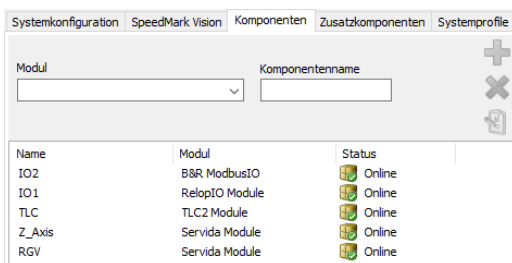 Systemkonfiguration SpeedMark Vision Komponenten Zusatzkomponenten Systemprofile
Modul Komponentenname
Name Modul Status
IO2 B&R ModbusIO Online
IO1 RelopIO Module Online
TLC TLC2 Module Online
Z_Axis Servida Module Online
RGV Servida Module Online